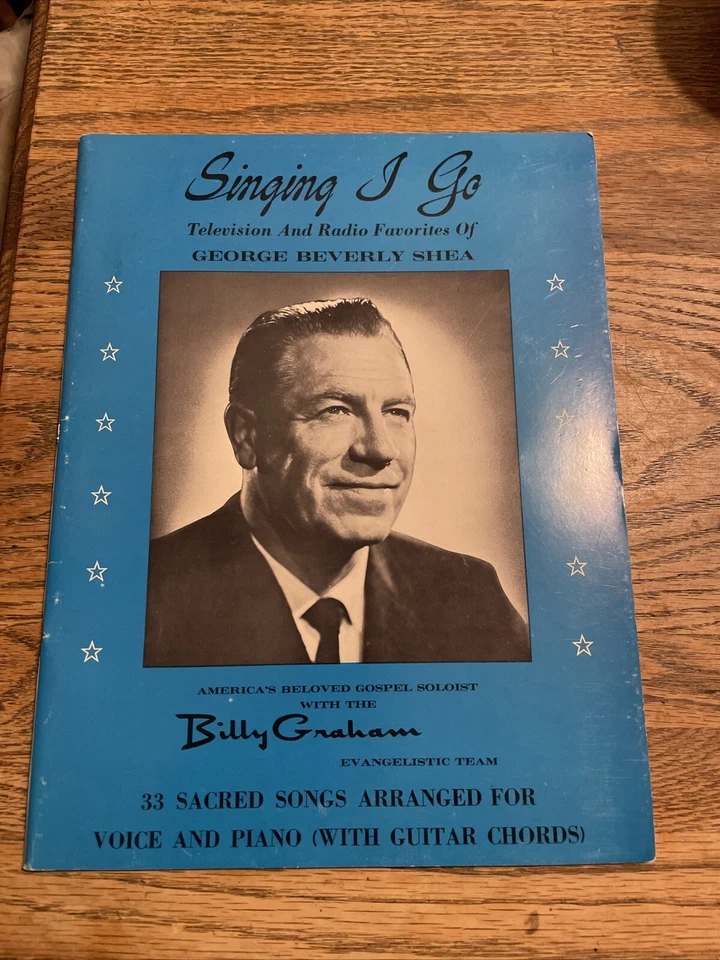 Singing I Go
Television And Radio Favorites Of
GEORGE BEVERLY SHEA
AMERICA'S BELOVED GOSPEL SOLOIST
WITH THE
Billy Graham
EVANGELISTIC TEAM
33 SACRED SONGS ARRANGED FOR
VOICE AND PIANO (WITH GUITAR CHORDS)